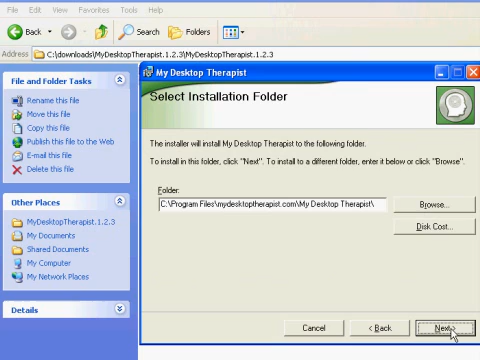 File Edit View Favorites Tools Help
Back Search Folders
Address C:\downloads\MyDesktopTherapist.1.2.3\MyDesktopTherapist.1.2.3
File and Folder Tasks
Rename this file
Move this file
Copy this file
Publish this file to the Web
E-mail this file
Delete this file
Other Places
MyDesktopTherapist.1.2.3
My Documents
Shared Documents
My Computer
My Network Places
Details
My Desktop Therapist
Select Installation Folder
The installer will install My Desktop Therapist to the following folder.
To install in this folder, click "Next". To install to a different folder, enter it below or click "Browse".
Folder:
C:\Program Files\mydesktoptherapist.com\My Desktop Therapist\
Browse...
Disk Cost...
Cancel < Back Next >